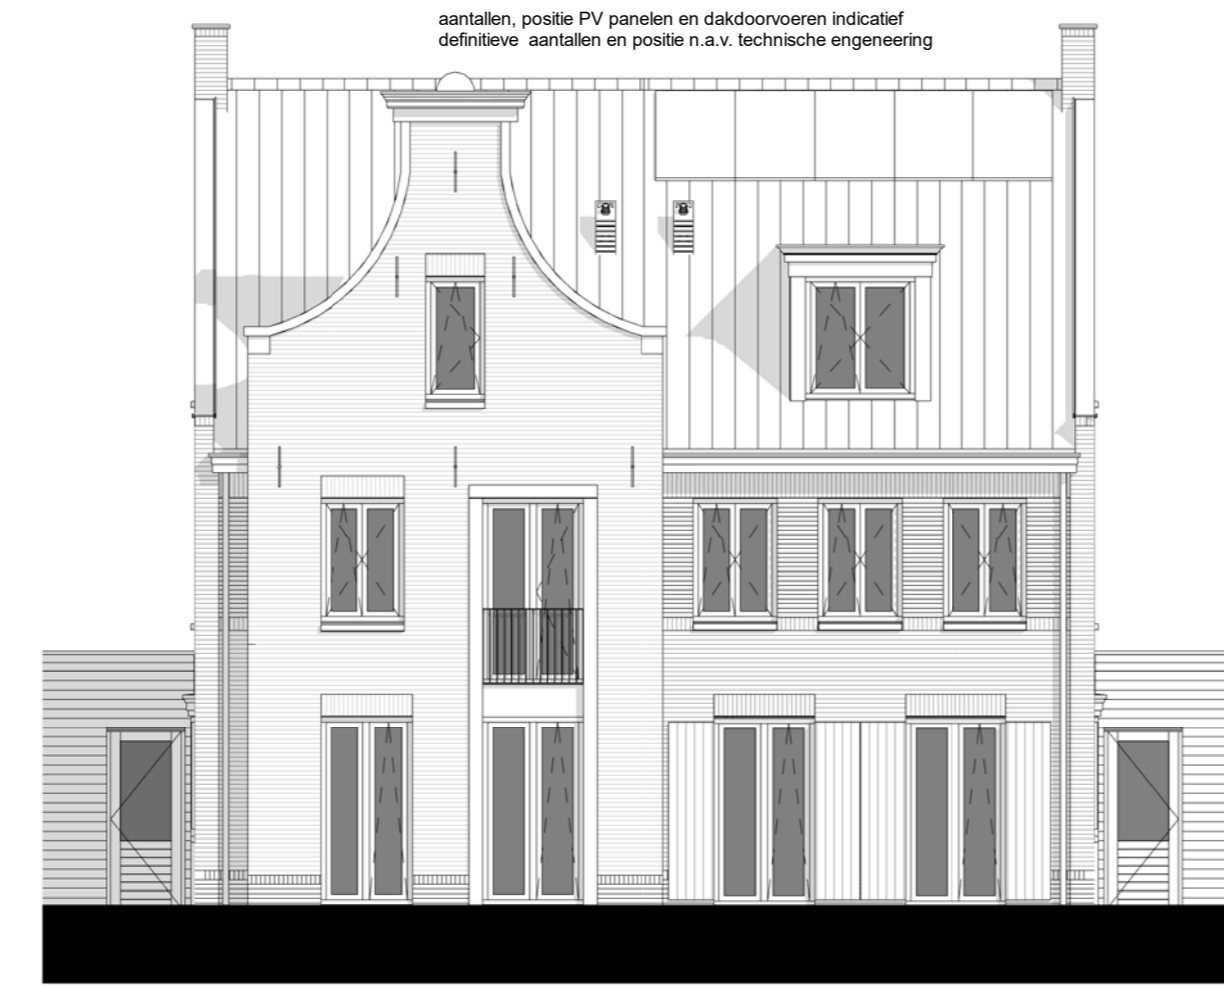 aantallen, positie PV panelen en dakdoorvoeren indicatief
definitieve  aantallen en positie n.a.v. technische engeneering